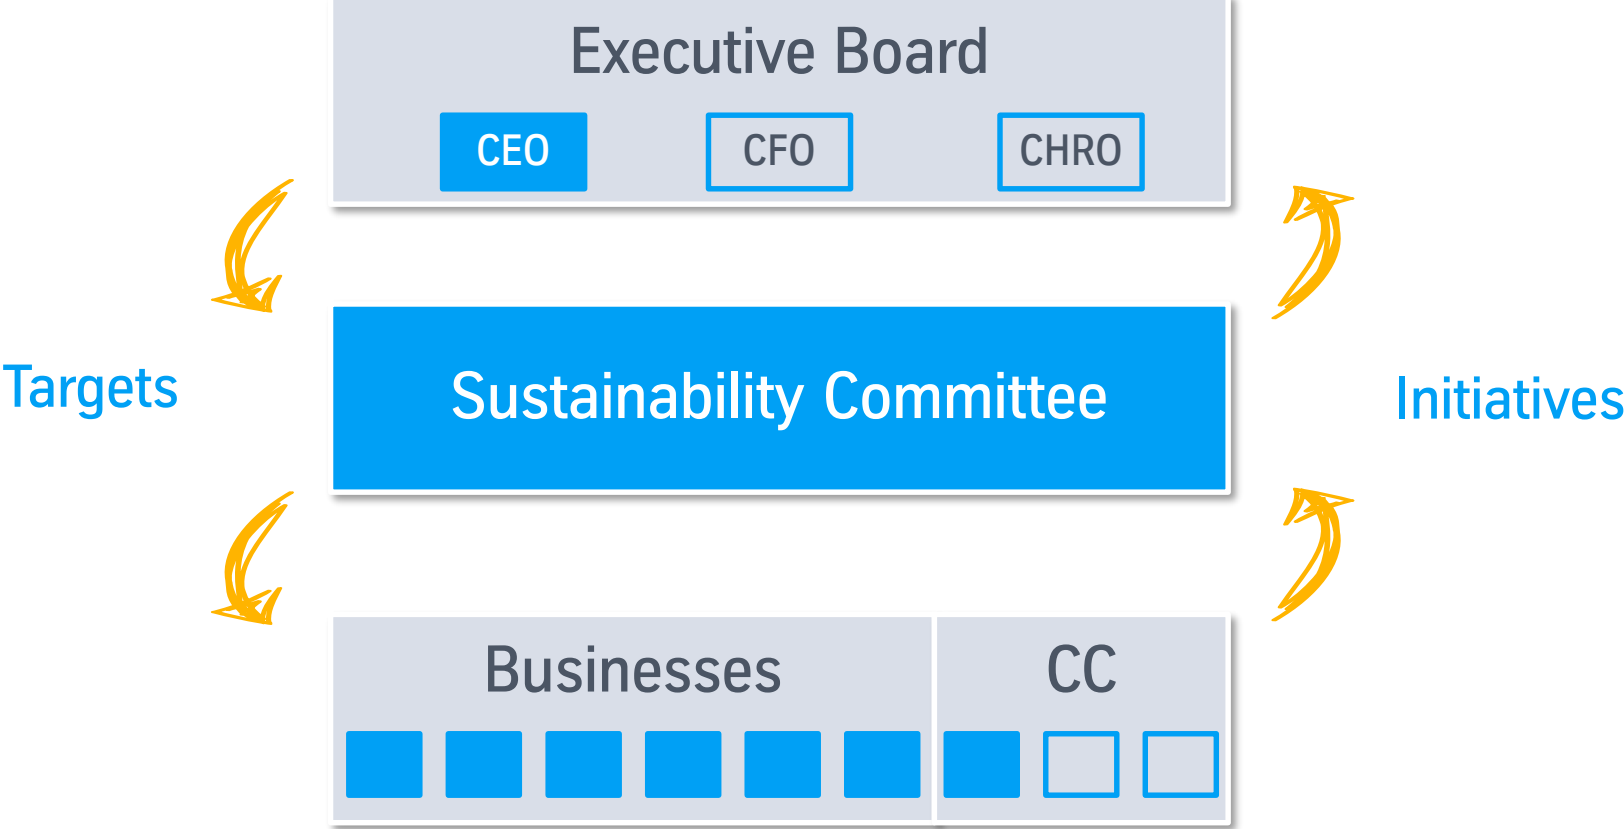 Executive Board
CEO CFO CHRO
Targets
Sustainability Committee
Initiatives
Businesses
CC